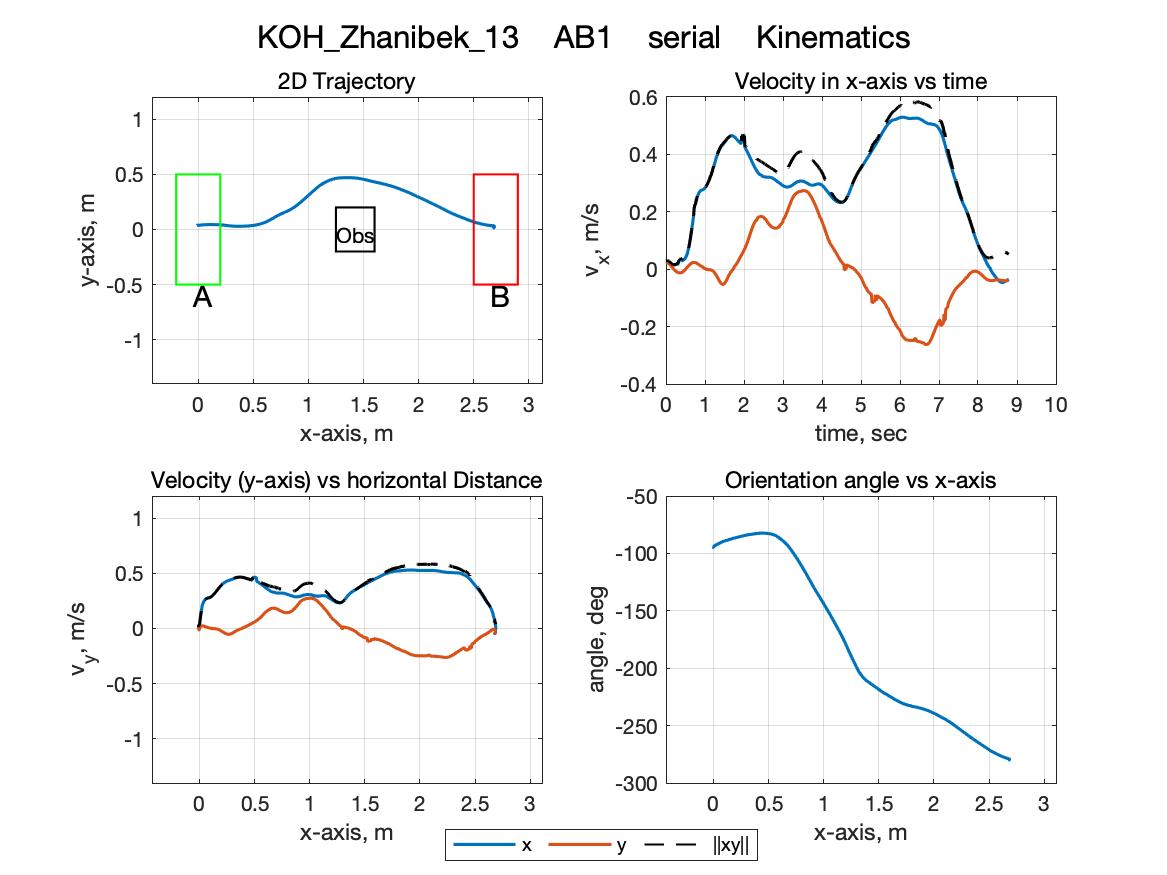 KOH_Zhanibek_13 AB1 serial Kinematics
2D Trajectory
1
0.5
0
-0.5
-1
y-axis, m
A
Obs
B
0 0.5 1 1.5 2 2.5 3
x-axis, m
Velocity in x-axis vs time
0.6
0.4
0.2
0
-0.2
-0.4
v_x, m/s
0 1 2 3 4 5 6 7 8 9 10
time, sec
Velocity (y-axis) vs horizontal Distance
1
0.5
0
-0.5
-1
v_y, m/s
0 0.5 1 1.5 2 2.5 3
x-axis, m
Orientation angle vs x-axis
-50
-100
-150
-200
-250
-300
angle, deg
0 0.5 1 1.5 2 2.5 3
x-axis, m
x y ||xy||